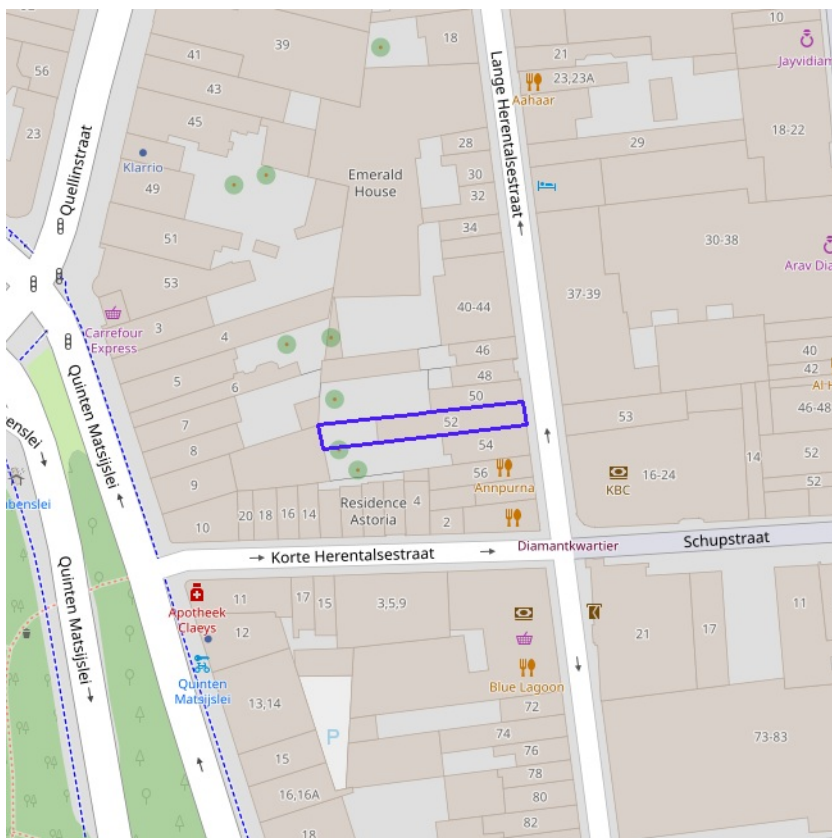 39
18
10
41
21
Jayvidiam
56
23,23A
Aahaar
43
23
45
Lange Herentalsestraat
18-22
Quellinstraat
28
29
Klarrio
Emerald
House
30
49
32
51
34
30-38
Arav Dia
53
37-39
40-44
3
4
Carrefour
Express
46
40
5
6
48
42
Al H
50
46-48
7
52
53
benslei
Quinten Matsijslei
8
54
14
52
9
56
16-24
52
benslei
Annpurna
KBC
10
20
18
16
14
Residence
Astoria
4
2
Diamantkwartier
Schupstraat
Korte Herentalsestraat
Quinten Matsijslei
11
17
15
3,5,9
11
Apotheek
Claeys
12
21
17
Quinten
Matsijslei
Blue Lagoon
13,14
72
P
74
73-83
15
76
78
16,16A
80
18
82